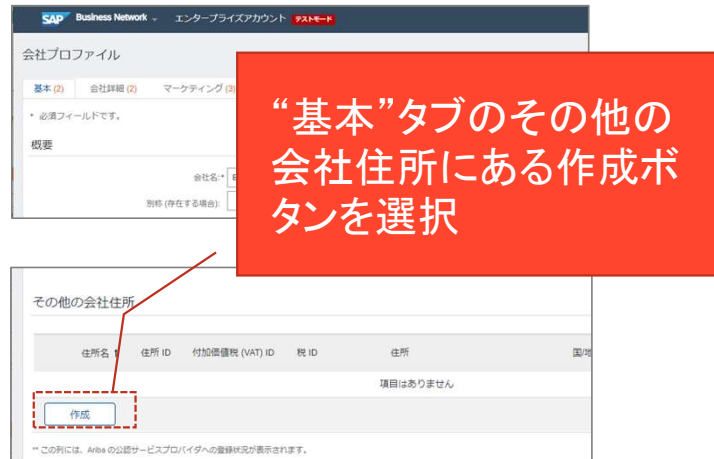 SAP Business Network エンタープライズアカウント テストモード
会社プロファイル
基本 (2) 会社詳細 (2) マーケティング (3)
* 必須フィールドです。
概要
会社名:*
別称 (存在する場合):
“基本”タブのその他の
会社住所にある作成ボ
タンを選択
その他の会社住所
住所名 ↑ 住所 ID 付加価値税 (VAT) ID 税 ID 住所
項目はありません
作成
** この列には、Ariba の公認サービスプロバイダへの登録状況が表示されます。